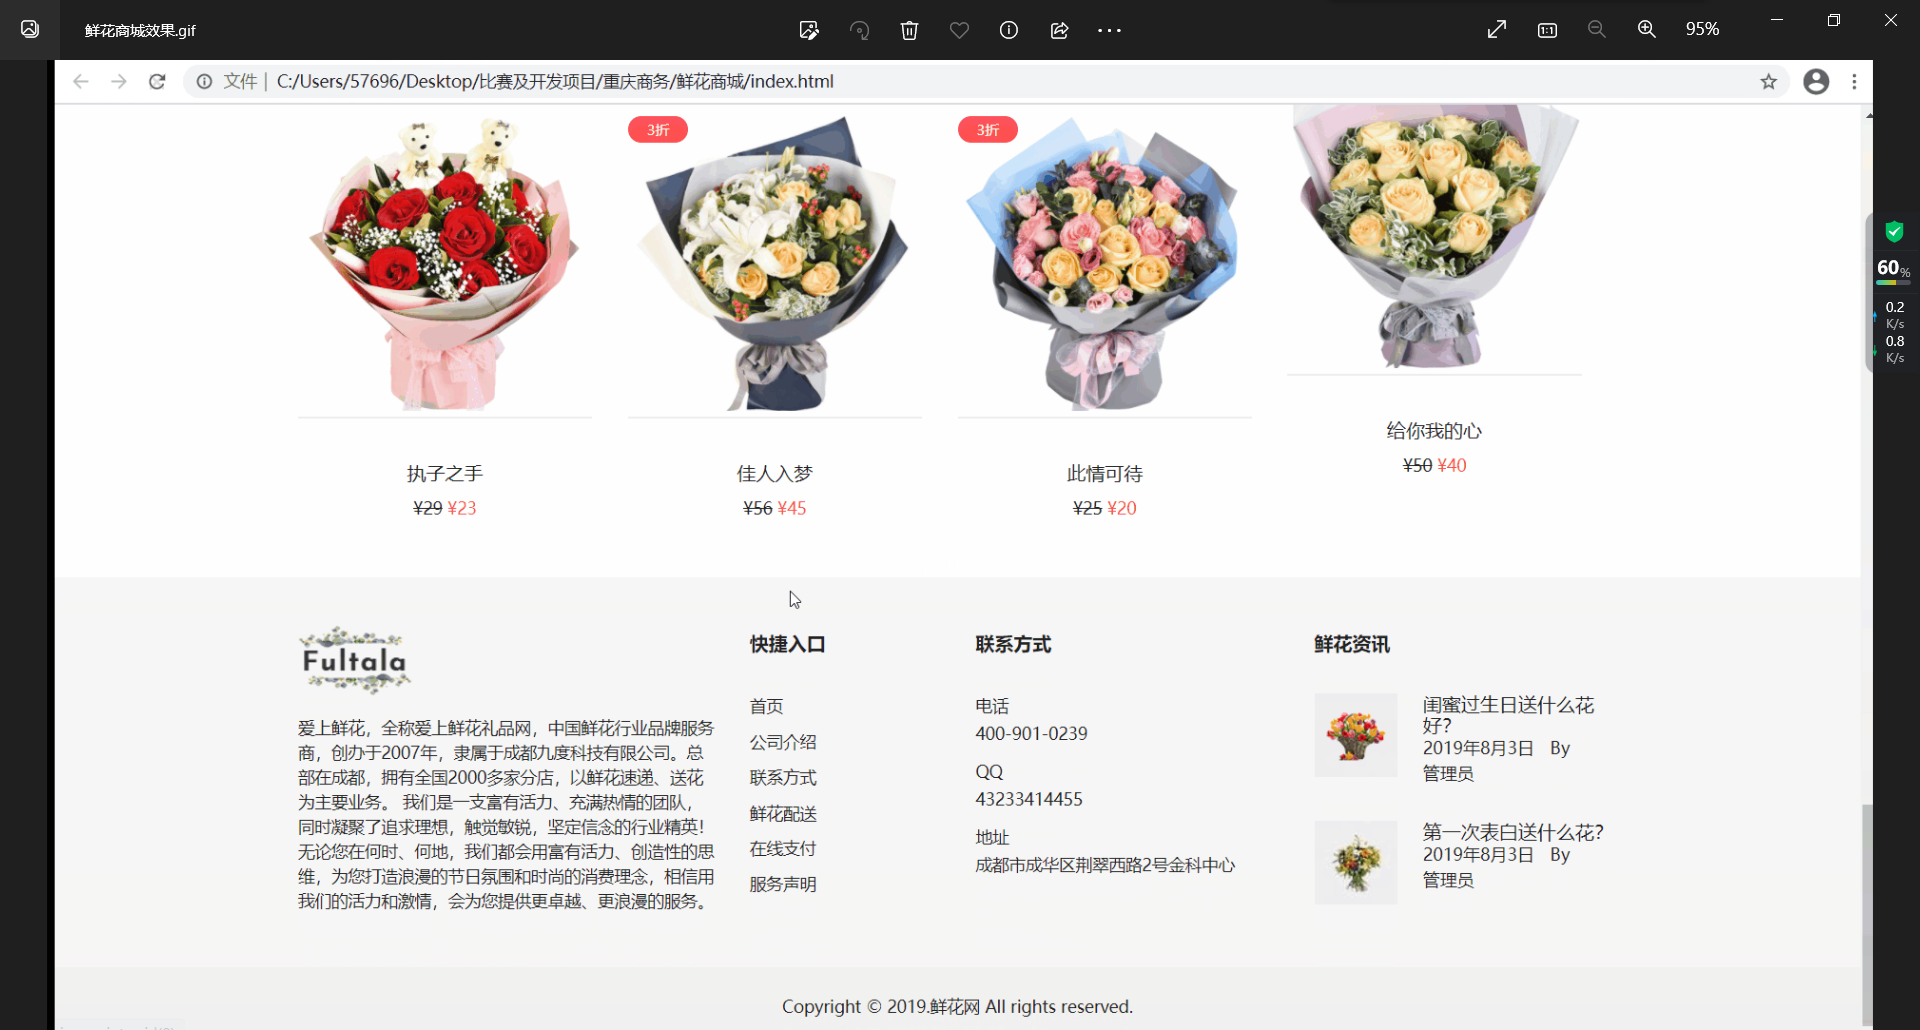 鲜花商城效果.gif
95%
文件 | C:/Users/57696/Desktop/比赛及开发项目/重庆商务/鲜花商城/index.html
3折
3折
60%
0.2
K/s
0.8
K/s
执子之手
¥29 ¥23
佳人入梦
¥56 ¥45
此情可待
¥25 ¥20
给你我的心
¥50 ¥40
Fultala
爱上鲜花，全称爱上鲜花礼品网，中国鲜花行业品牌服务
商，创办于2007年，隶属于成都九度科技有限公司。总
部在成都，拥有全国2000多家分店，以鲜花速递、送花
为主要业务。 我们是一支富有活力、充满热情的团队，
同时凝聚了追求理想，触觉敏锐，坚定信念的行业精英！
无论您在何时、何地，我们都会用富有活力、创造性的思
维，为您打造浪漫的节日氛围和时尚的消费理念，相信用
我们的活力和激情，会为您提供更卓越、更浪漫的服务。
快捷入口
首页
公司介绍
联系方式
鲜花配送
在线支付
服务声明
联系方式
电话
400-901-0239
QQ
43233414455
地址
成都市成华区荆翠西路2号金科中心
鲜花资讯
闺蜜过生日送什么花
好？
2019年8月3日 By
管理员
第一次表白送什么花？
2019年8月3日 By
管理员
Copyright © 2019.鲜花网 All rights reserved.